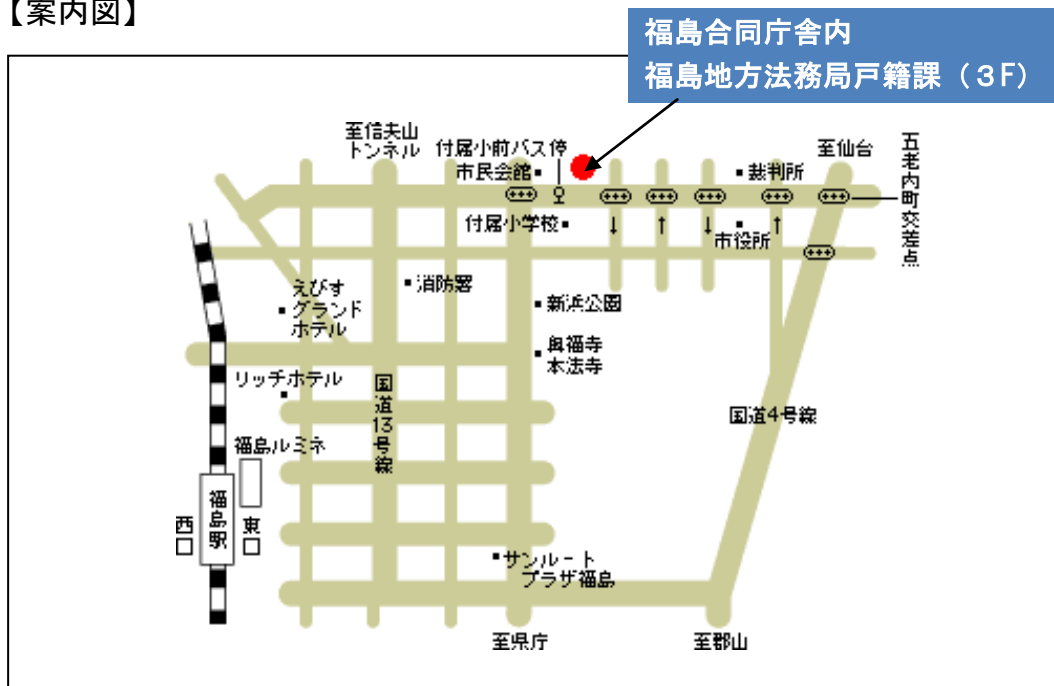 【案内図】
福島合同庁舎内
福島地方法務局戸籍課（３F）
至信夫山
トンネル
付属小前バス停
市民会館
裁判所
至仙台
五老内町交差点
付属小学校
↓
↑
↓
↑
市役所
消防署
えびす
グランド
ホテル
新浜公園
興福寺
本法寺
リッチホテル
国道13号線
国道4号線
福島ルミネ
福島駅
西口
東口
サンルート
プラザ福島
至県庁
至郡山